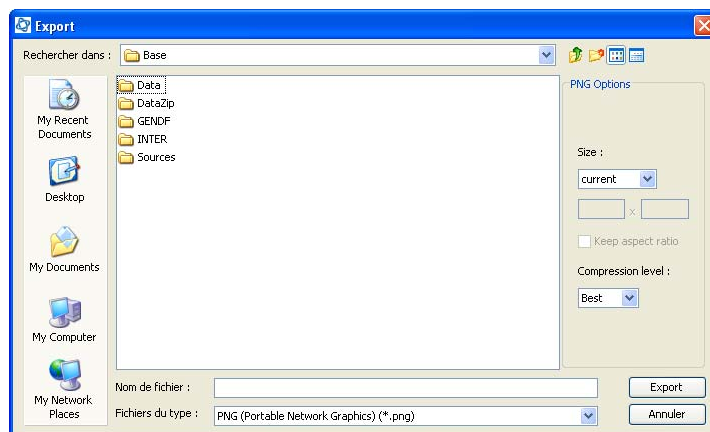 Export
Rechercher dans :
Base
My Recent
Documents
Desktop
My Documents
My Computer
My Network
Places
Data
DataZip
GENDF
INTER
Sources
PNG Options
Size :
current
x
Keep aspect ratio
Compression level :
Best
Nom de fichier :
Export
Fichiers du type :
PNG (Portable Network Graphics) (*.png)
Annuler